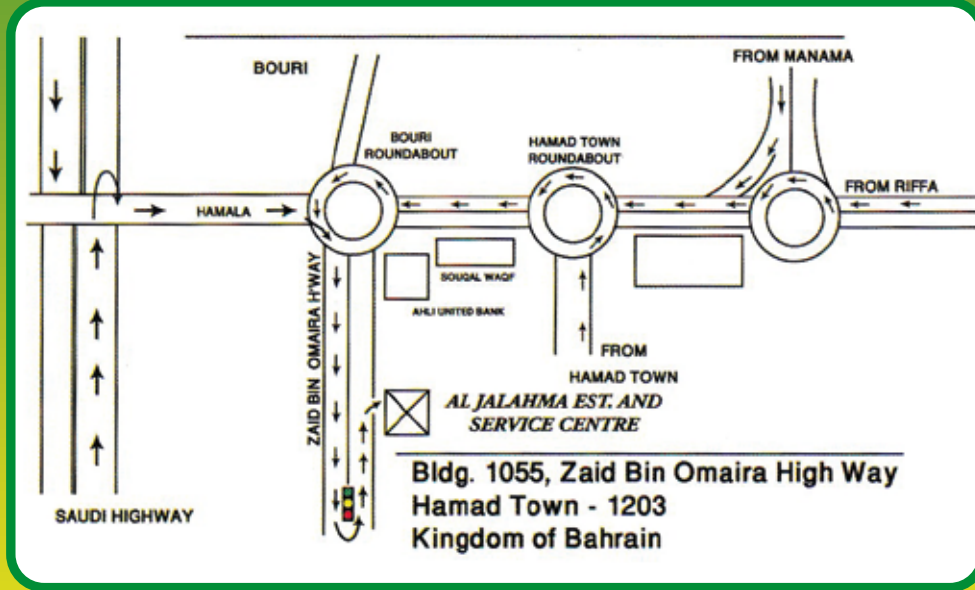 FROM MANAMA
BOURI
BOURI
ROUNDABOUT
HAMAD TOWN
ROUNDABOUT
FROM RIFFA
HAMALA
ZAID BIN OMAIRA H'WAY
SOUQAL WAQF
AHLI UNITED BANK
FROM
HAMAD TOWN
AL JALAHMA EST. AND
SERVICE CENTRE
SAUDI HIGHWAY
Bldg. 1055, Zaid Bin Omaira High Way
Hamad Town - 1203
Kingdom of Bahrain